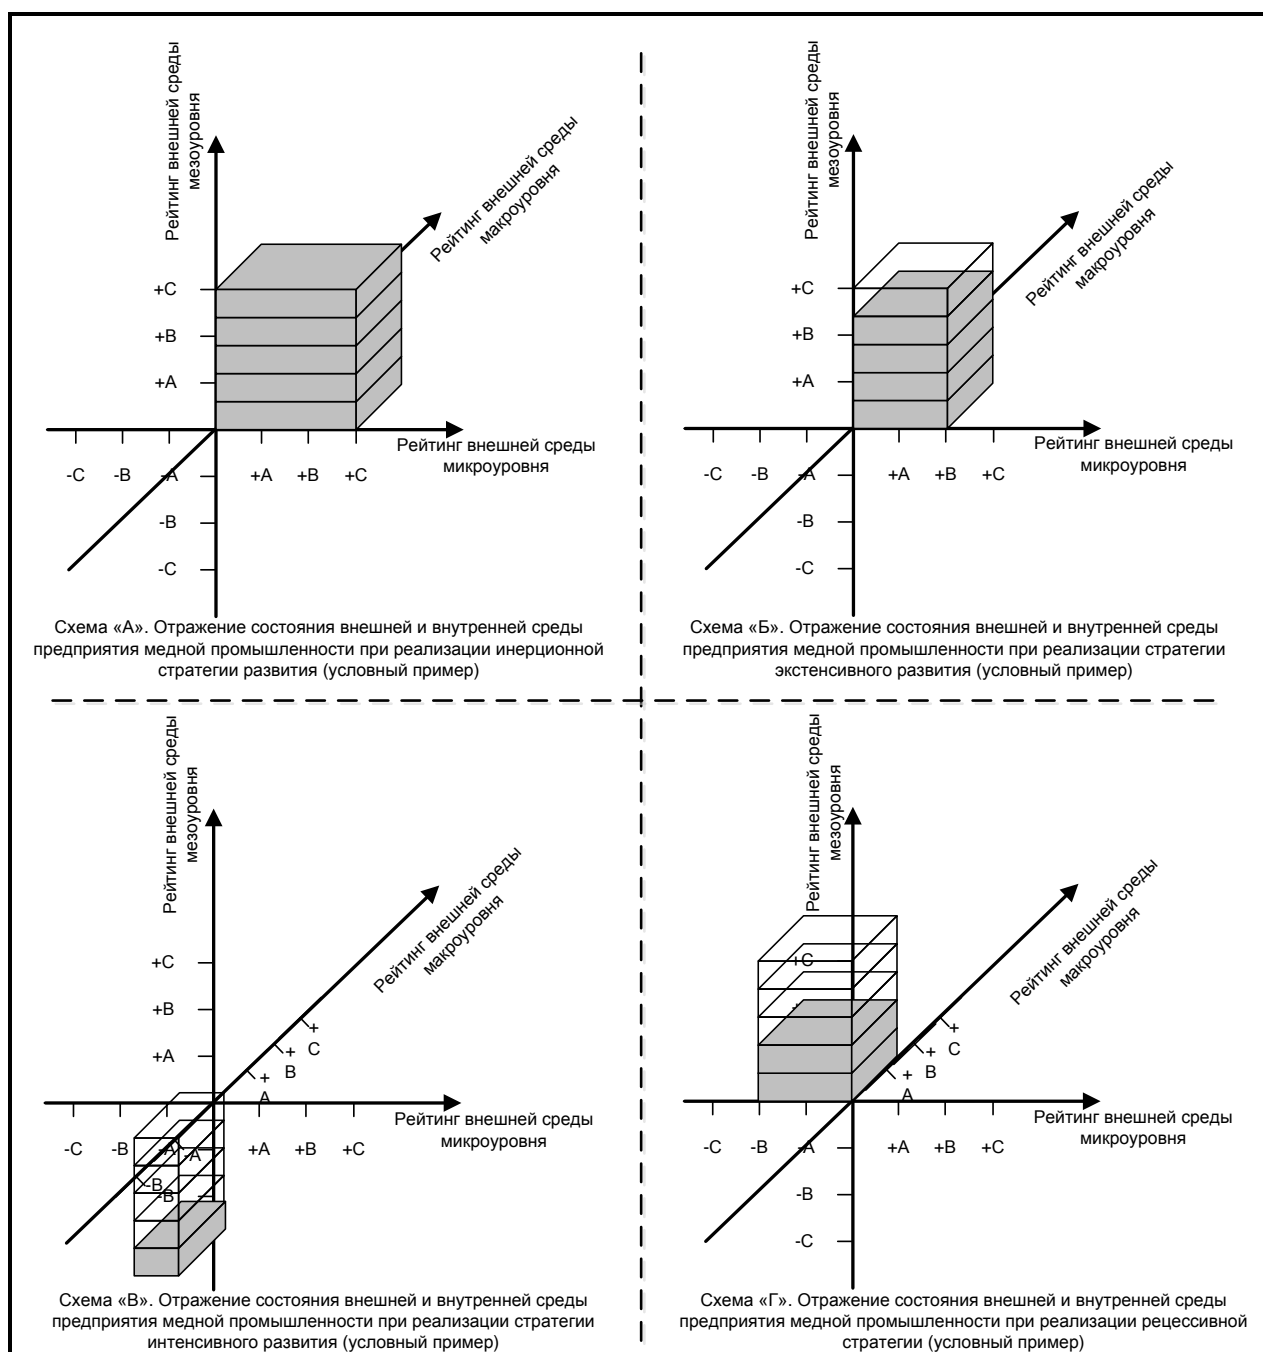 Рейтинг внешней среды
мезоуровня
Рейтинг внешней среды
макроуровня
+C
+B
+A
Рейтинг внешней среды
микроуровня
-C -B -A +A +B +C
-B
-C
Схема «А». Отражение состояния внешней и внутренней среды
предприятия медной промышленности при реализации инерционной
стратегии развития (условный пример)
Рейтинг внешней среды
мезоуровня
Рейтинг внешней среды
макроуровня
+C
+B
+A
Рейтинг внешней среды
микроуровня
-C -B -A +A +B +C
-B
-C
Схема «Б». Отражение состояния внешней и внутренней среды
предприятия медной промышленности при реализации стратегии
экстенсивного развития (условный пример)
Рейтинг внешней среды
мезоуровня
Рейтинг внешней среды
макроуровня
+C
+B
+A
+
C
+
B
+
A
Рейтинг внешней среды
микроуровня
-C -B -A -A +A +B +C
-B
-B
Схема «В». Отражение состояния внешней и внутренней среды
предприятия медной промышленности при реализации стратегии
интенсивного развития (условный пример)
Рейтинг внешней среды
мезоуровня
Рейтинг внешней среды
макроуровня
+C
+
C
+
B
+
A
Рейтинг внешней среды
микроуровня
-C -B -A +A +B +C
-B
-C
Схема «Г». Отражение состояния внешней и внутренней среды
предприятия медной промышленности при реализации рецессивной
стратегии (условный пример)